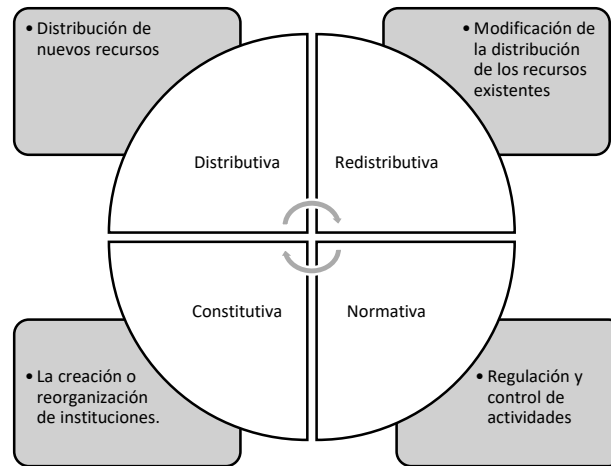 • Distribución de
nuevos recursos
• Modificación de
la distribución
de los recursos
existentes
Distributiva
Redistributiva
Constitutiva
Normativa
• La creación o
reorganización
de instituciones.
• Regulación y
control de
actividades